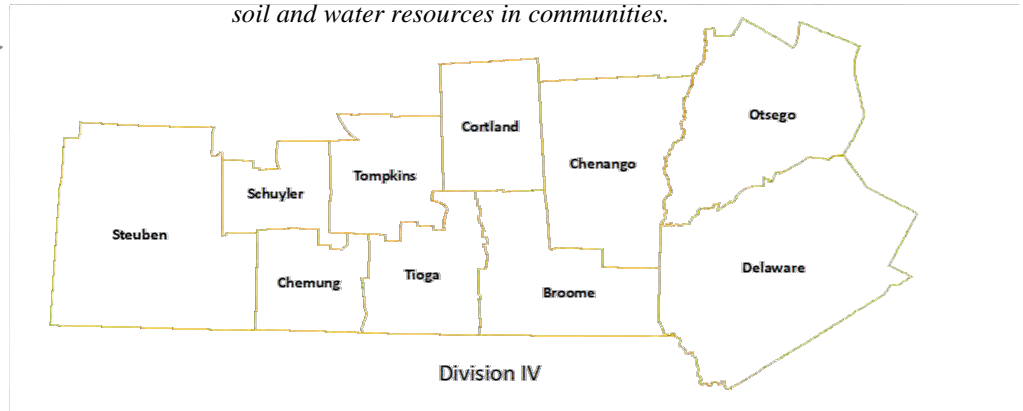 soil and water resources in communities.
Otsego
Cortland
Chenango
Tompkins
Schuyler
Steuben
Delaware
Tioga
Chemung
Broome
Division IV